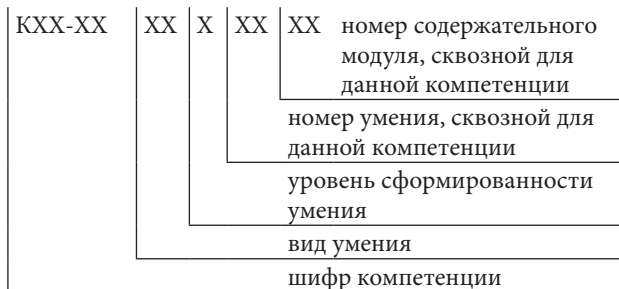 КХХ-ХХ ХХ Х ХХ ХХ номер содержательного
модуля, сквозной для
данной компетенции
номер умения, сквозной для
данной компетенции
уровень сформированности
умения
вид умения
шифр компетенции